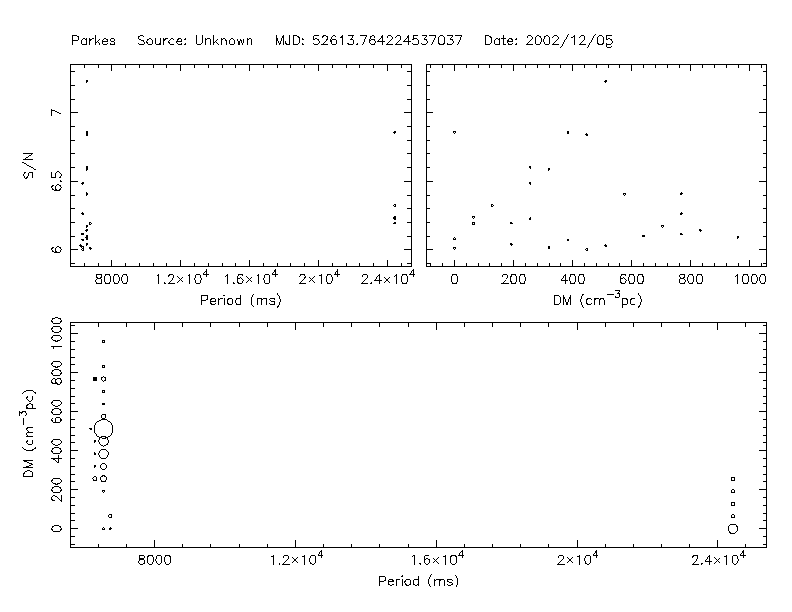 Parkes Source: Unknown MJD: 52613.764224537037 Date: 2002/12/05
S/N
7
6.5
6
8000 1.2×10⁴ 1.6×10⁴ 2×10⁴ 2.4×10⁴
Period (ms)
0 200 400 600 800 1000
DM (cm⁻³pc)
DM (cm⁻³pc)
1000
800
600
400
200
0
8000 1.2×10⁴ 1.6×10⁴ 2×10⁴ 2.4×10⁴
Period (ms)